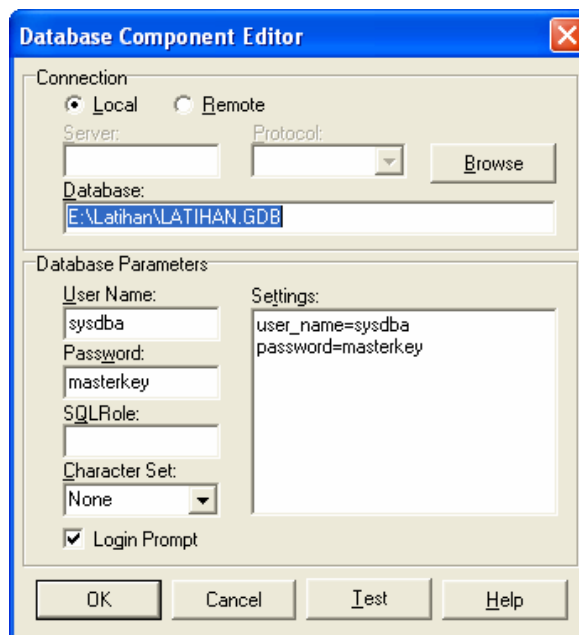 Database Component Editor
Connection
Local Remote
Server: Protocol:
Browse
Database:
E:\Latihan\LATIHAN.GDB
Database Parameters
User Name: Settings:
sysdba user_name=sysdba
password=masterkey
Password:
masterkey
SQLRole:
Character Set:
None
Login Prompt
OK Cancel Test Help